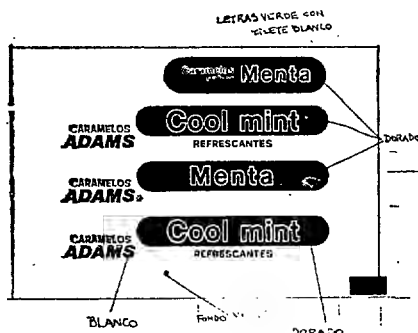 LETRAS VERDE CON
FILETE BLANCO
Caramelos
Menta
Cool mint
DORADO
CARAMELOS
ADAMS
REFRESCANTES
Menta
CARAMELOS
ADAMS.
Cool mint
CARAMELOS
ADAMS
REFRESCANTES
BLANCO
FONDO
DORADO